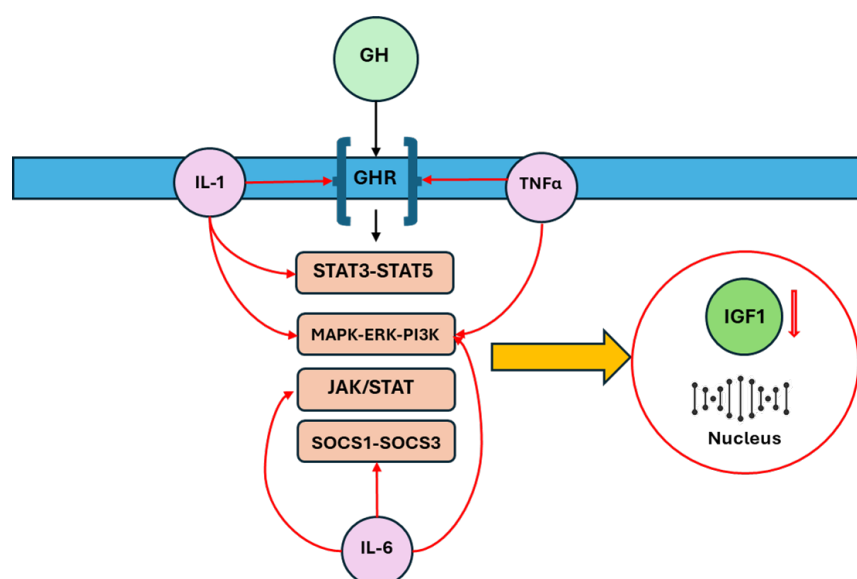 GH
IL-1
GHR
TNFα
STAT3-STAT5
MAPK-ERK-PI3K
JAK/STAT
SOCS1-SOCS3
IL-6
IGF1
Nucleus